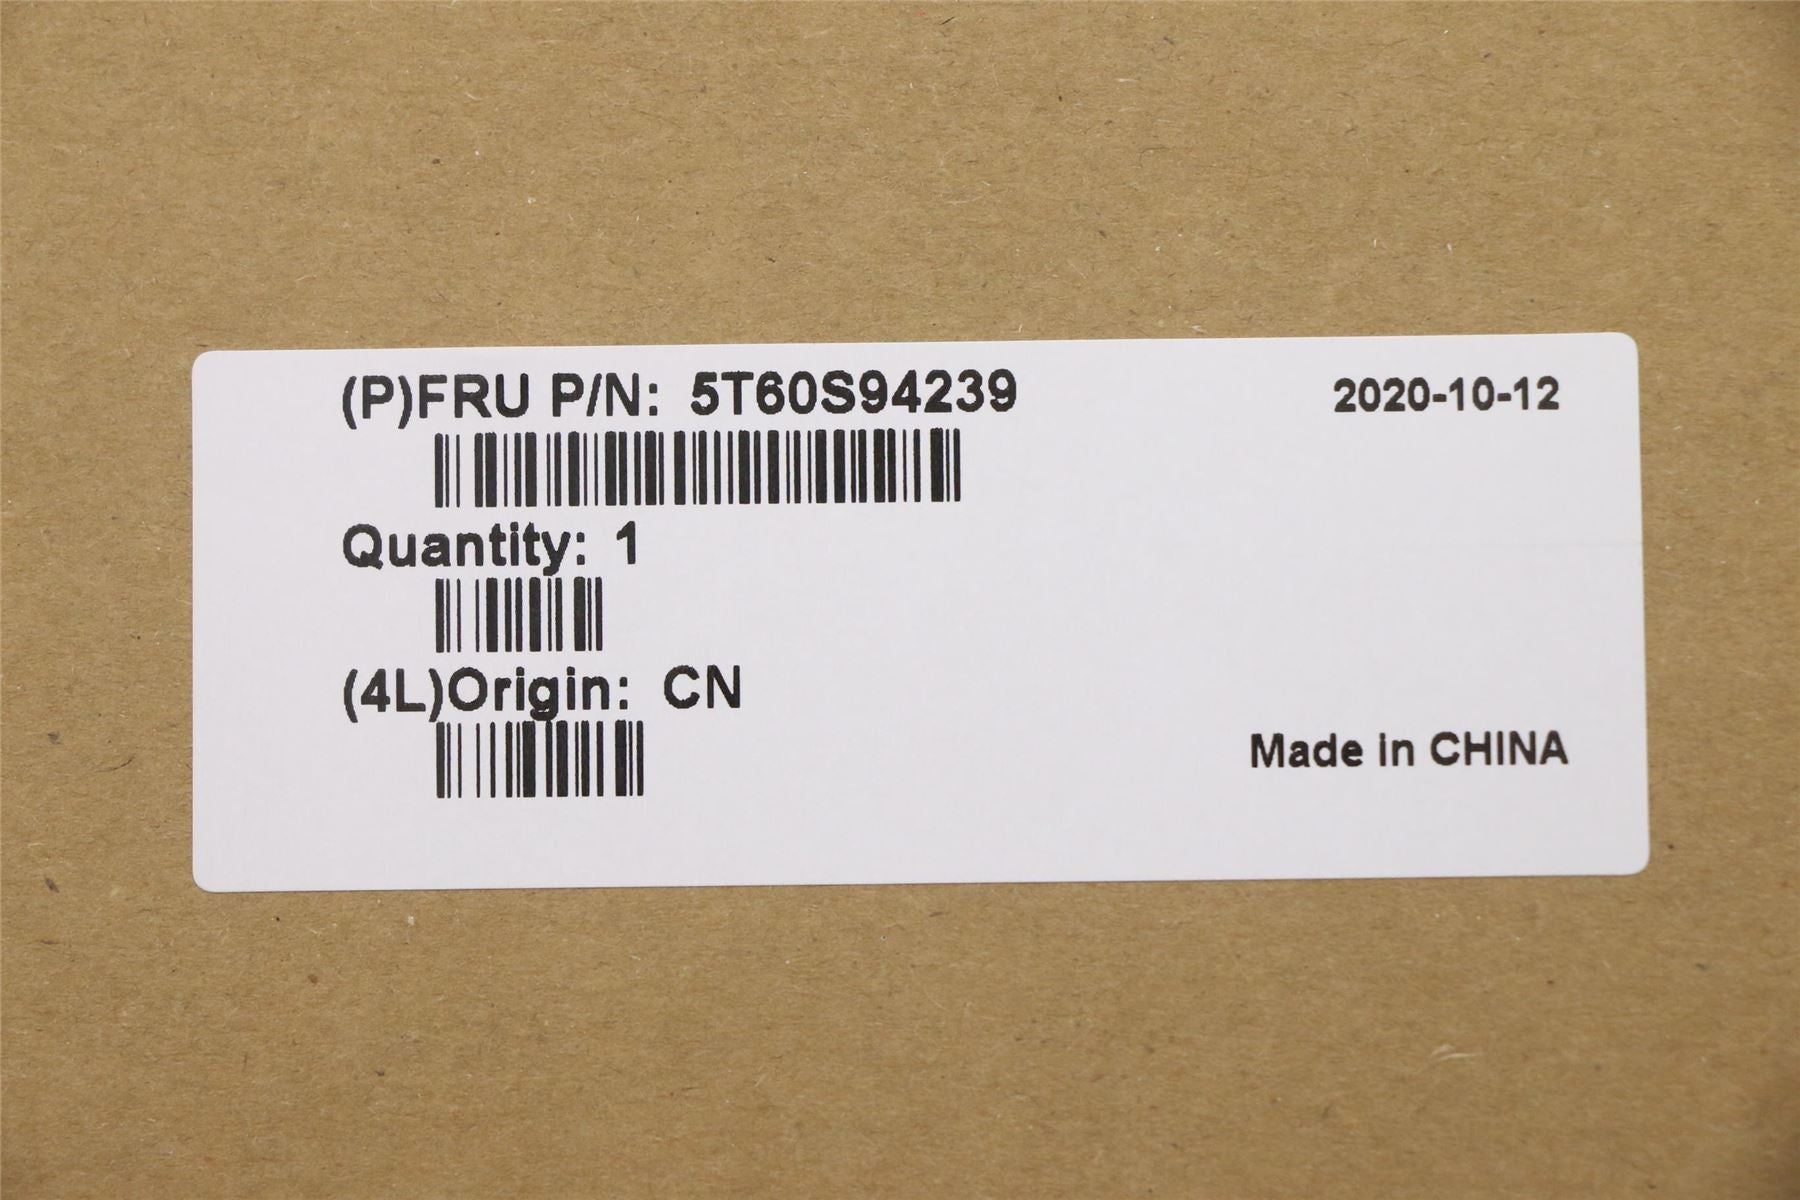 (P)FRU P/N: 5T60S94239
2020-10-12
Quantity: 1
(4L)Origin: CN
Made in CHINA